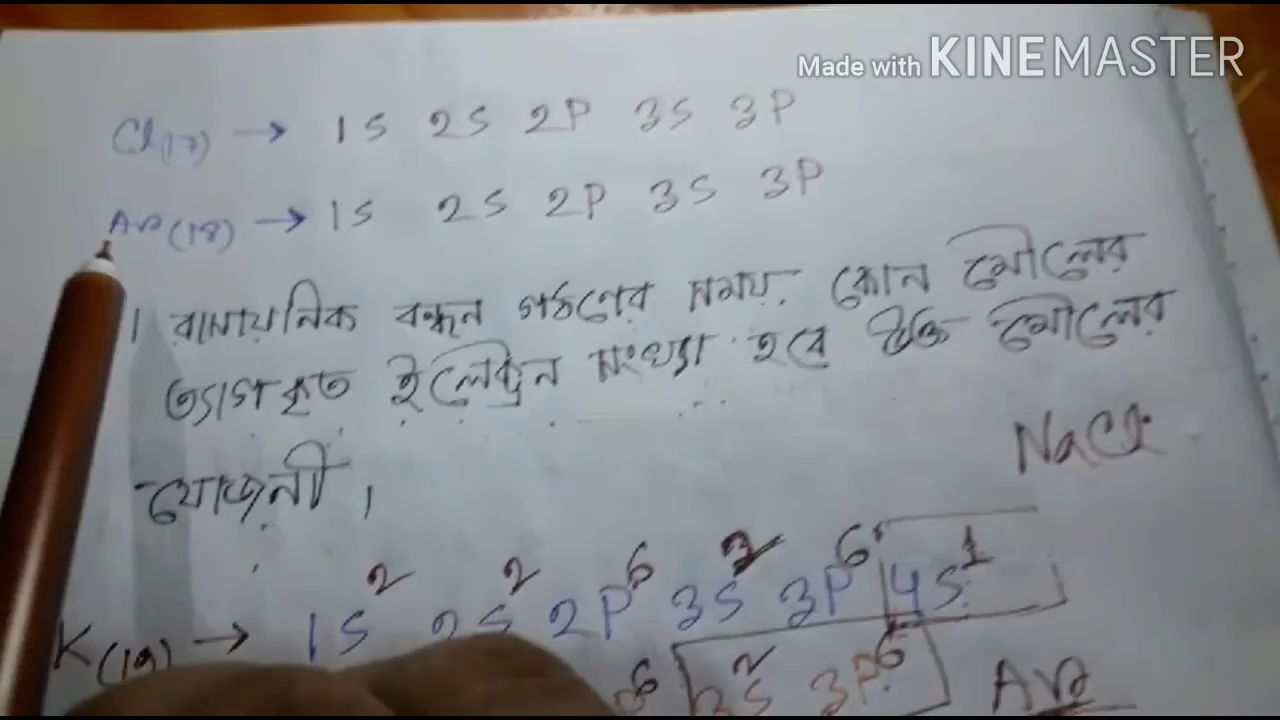 Made with KINEMASTER
Cl(17) → 1S 2S 2P 3S 3P
Ar(18) → 1S 2S 2P 3S 3P
। রাসায়নিক বন্ধন গঠনের সময় কোন মৌলের
ত্যাগকৃত ইলেকট্রন সংখ্যা হবে উক্ত মৌলের
যোজনী।
NaCl
K(19) → 1S² 2S² 2P⁶ 3S² 3P⁶ 4S¹
⁶ 3S² 3P⁶ Ar